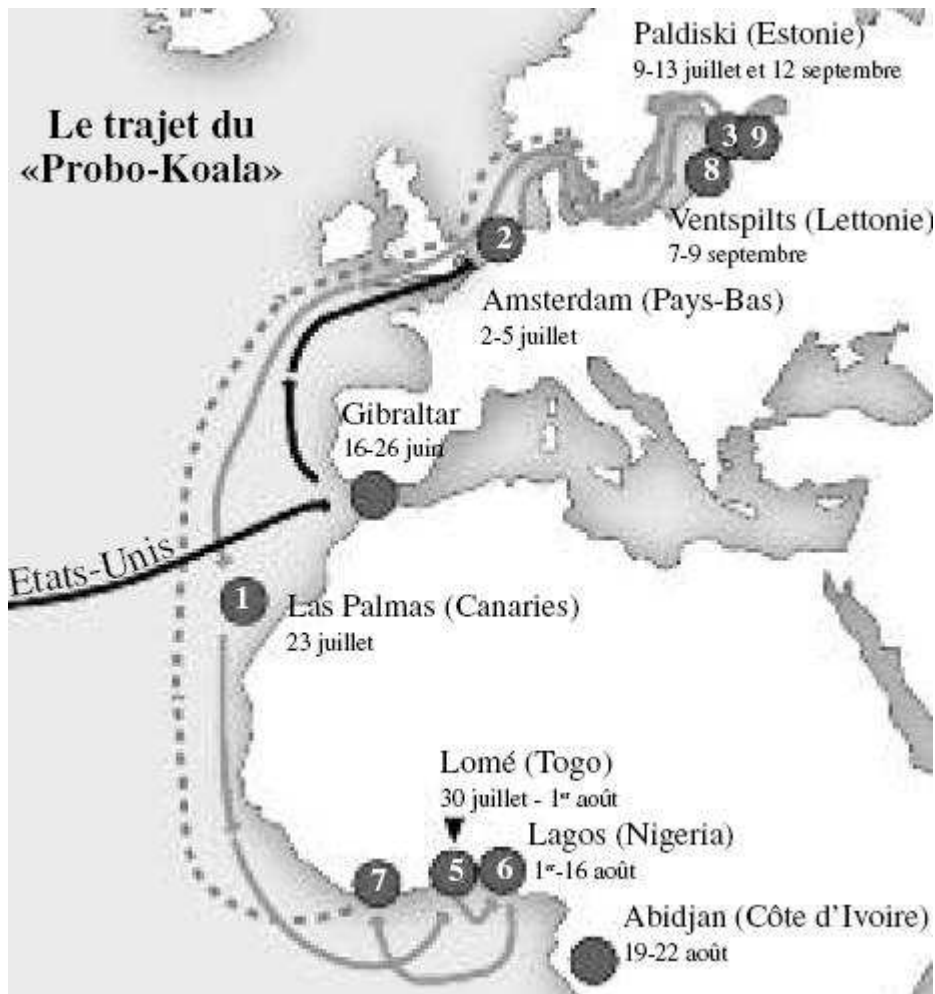 Paldiski (Estonie)
9-13 juillet et 12 septembre
Le trajet du
«Probo-Koala»
3
9
8
Ventspilts (Lettonie)
7-9 septembre
2
Amsterdam (Pays-Bas)
2-5 juillet
Gibraltar
16-26 juin
Etats-Unis
1
Las Palmas (Canaries)
23 juillet
Lomé (Togo)
30 juillet - 1er août
Lagos (Nigeria)
1er-16 août
7
5
6
Abidjan (Côte d'Ivoire)
19-22 août